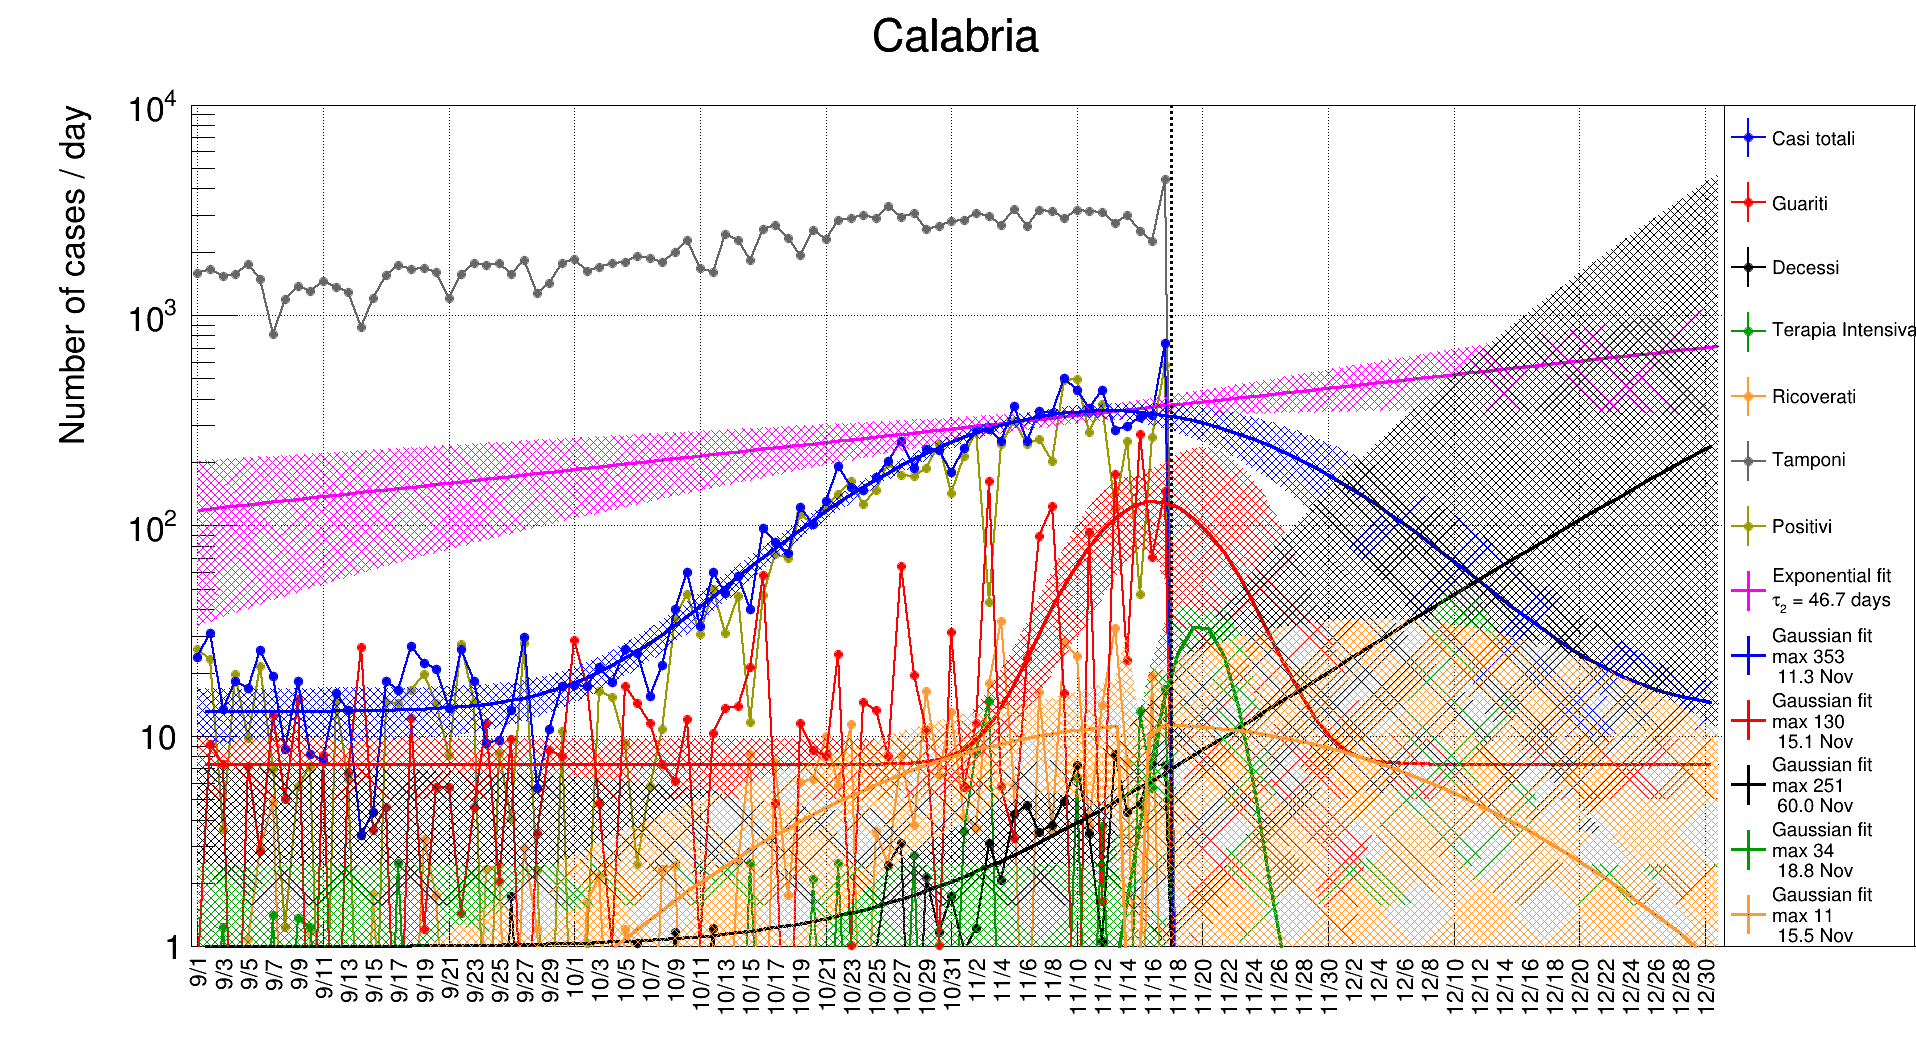 Calabria
Number of cases / day
10⁴
10³
10²
10
1
9/1 9/3 9/5 9/7 9/9 9/11 9/13 9/15 9/17 9/19 9/21 9/23 9/25 9/27 9/29 10/1 10/3 10/5 10/7 10/9 10/11 10/13 10/15 10/17 10/19 10/21 10/23 10/25 10/27 10/29 10/31 11/2 11/4 11/6 11/8 11/10 11/12 11/14 11/16 11/18 11/20 11/22 11/24 11/26 11/28 11/30 12/2 12/4 12/6 12/8 12/10 12/12 12/14 12/16 12/18 12/20 12/22 12/24 12/26 12/28 12/30
Casi totali
Guariti
Decessi
Terapia Intensiva
Ricoverati
Tamponi
Positivi
Exponential fit
τ₂ = 46.7 days
Gaussian fit
max 353
11.3 Nov
Gaussian fit
max 130
15.1 Nov
Gaussian fit
max 251
60.0 Nov
Gaussian fit
max 34
18.8 Nov
Gaussian fit
max 11
15.5 Nov